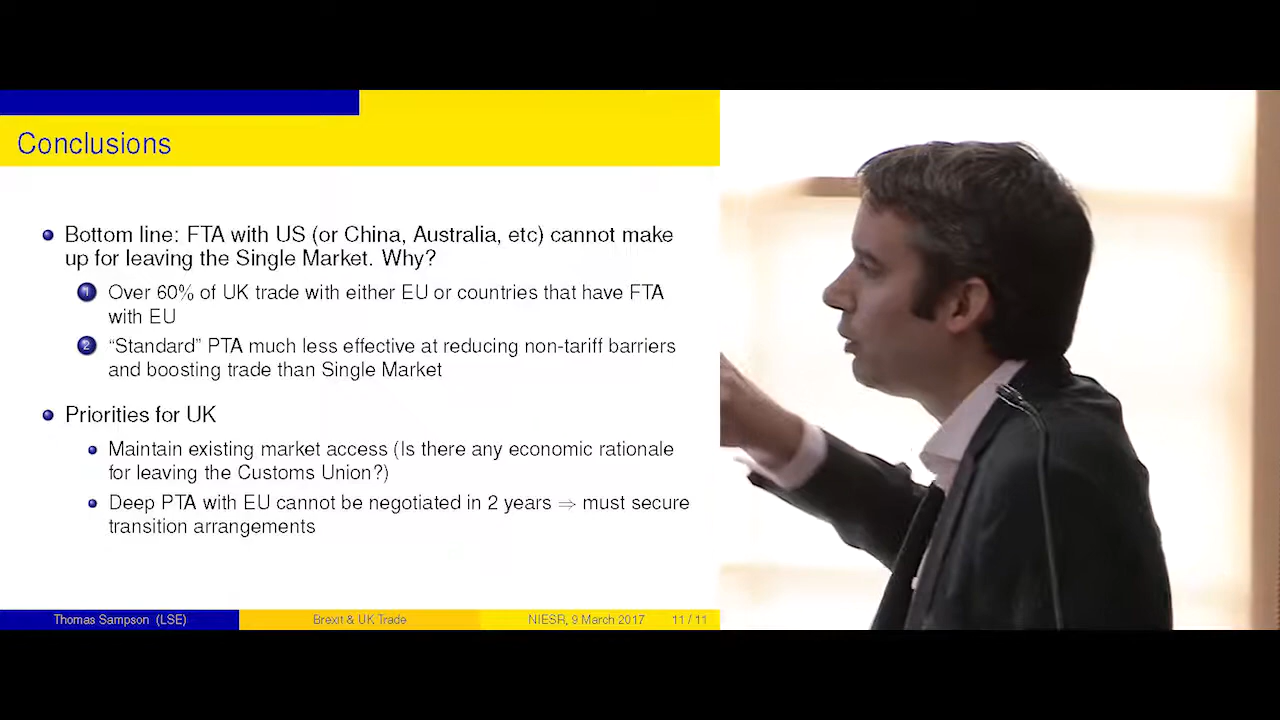 Conclusions
Bottom line: FTA with US (or China, Australia, etc) cannot make
up for leaving the Single Market. Why?
1 Over 60% of UK trade with either EU or countries that have FTA
with EU
2 “Standard” PTA much less effective at reducing non-tariff barriers
and boosting trade than Single Market
Priorities for UK
Maintain existing market access (Is there any economic rationale
for leaving the Customs Union?)
Deep PTA with EU cannot be negotiated in 2 years ⇒ must secure
transition arrangements
Thomas Sampson (LSE) Brexit & UK Trade NIESR, 9 March 2017 11 / 11